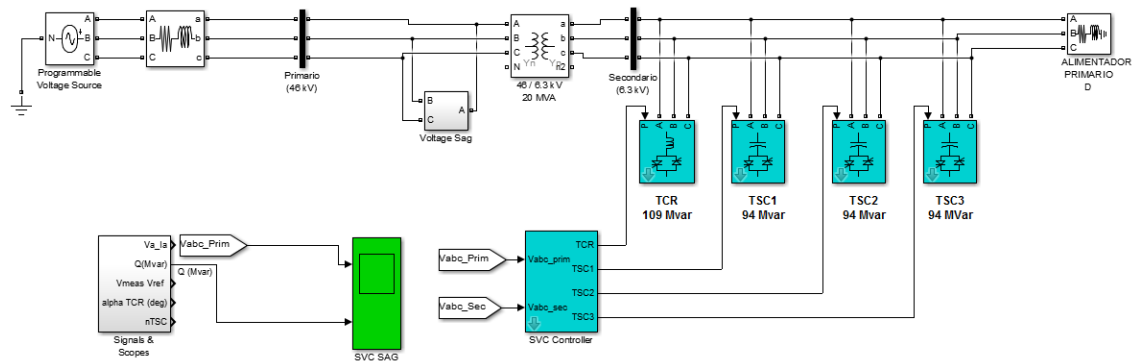 N
A
B
C
Programmable
Voltage Source
A
B
C
a
b
c
Primario
(46 kV)
B
C
A
Voltage Sag
A
B
C
N
a
b
c
n2
Yn
46 / 6.3 kV
20 MVA
Secondario
(6.3 kV)
A
B
C
ALIMENTADOR
PRIMARIO
D
P
A
B
C
TCR
109 Mvar
P
A
B
C
TSC1
94 Mvar
P
A
B
C
TSC2
94 Mvar
P
A
B
C
TSC3
94 MVar
Va_Ia
Q(Mvar)
Vmeas Vref
alpha TCR (deg)
nTSC
Signals &
Scopes
Vabc_Prim
Q (Mvar)
SVC SAG
Vabc_Prim
Vabc_Sec
Vabc_prim
Vabc_sec
TCR
TSC1
TSC2
TSC3
SVC Controller